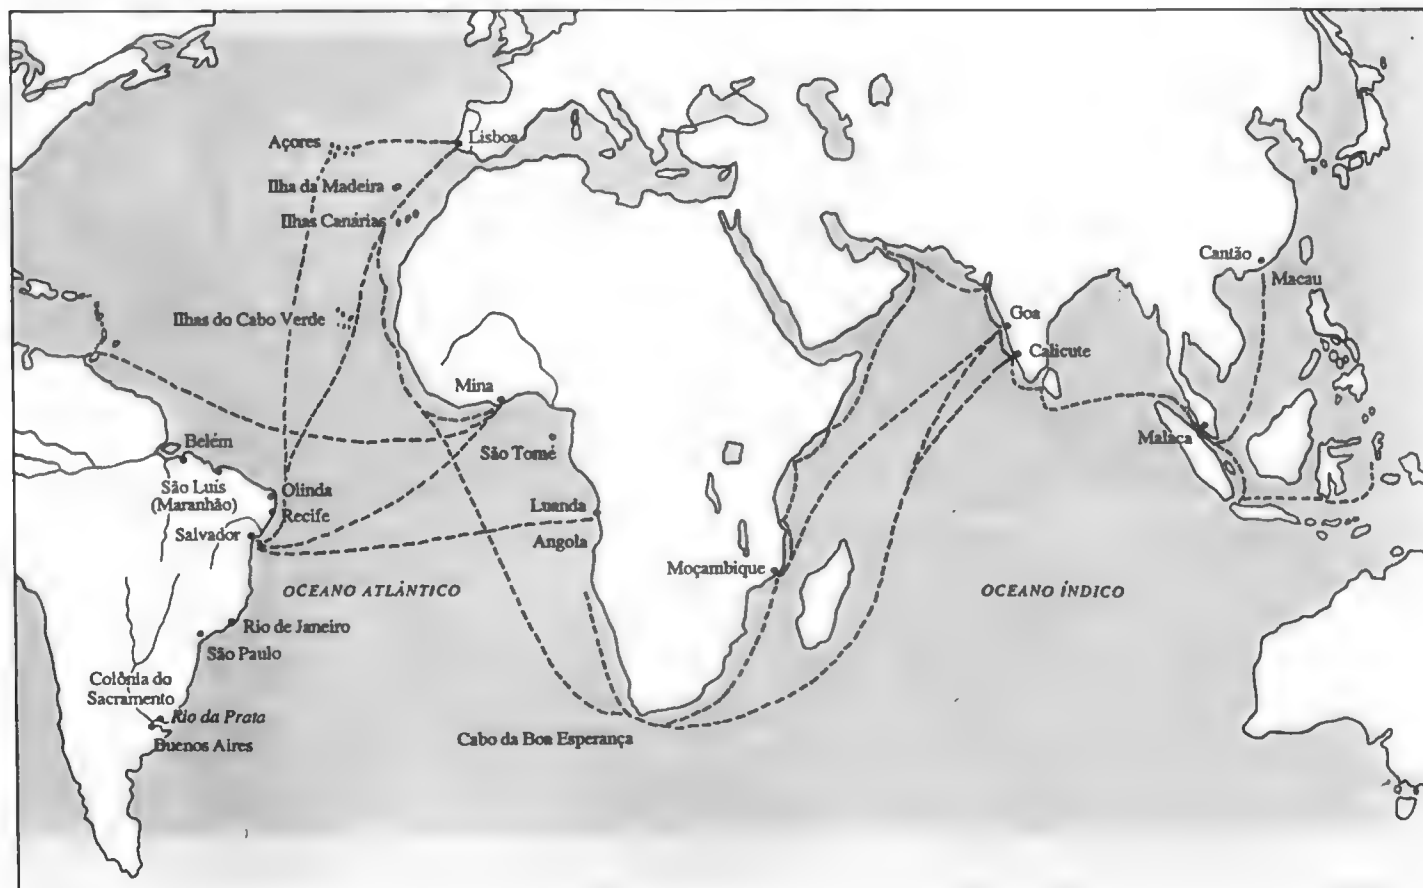 Açores
Lisboa
Ilha da Madeira
Ilhas Canárias
Cantão
Macau
Ilhas do Cabo Verde
Goa
Calicute
Mina
Malaca
São Tomé
Belém
São Luís
(Maranhão)
Olinda
Recife
Salvador
Luanda
Angola
Moçambique
OCEANO ATLÂNTICO
OCEANO ÍNDICO
Rio de Janeiro
São Paulo
Colônia do
Sacramento
Rio da Prata
Buenos Aires
Cabo da Boa Esperança